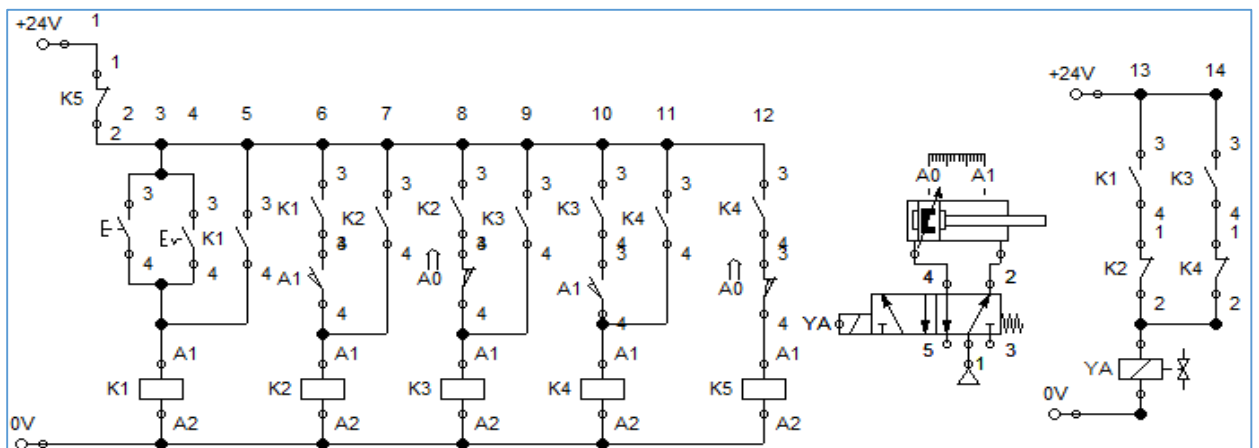 +24V 1
1
K5
2
2 3 4 5 6 7 8 9 10 11 12
3 3 3 3 3 3 3 3 3 3 3
K1 K1 K2 K2 K3 K3 K4 K4
4 4 4 4 4 4 4 4 4 4
3 3
A1 A0 A1 A0
4 4 4 4
A1 A1 A1 A1 A1
K1 K2 K3 K4 K5
A2 A2 A2 A2 A2
0V
A0 A1
4 2
YA
5 1 3
+24V 13 14
3 3
K1 K3
4 4
1 1
K2 K4
2 2
YA
0V